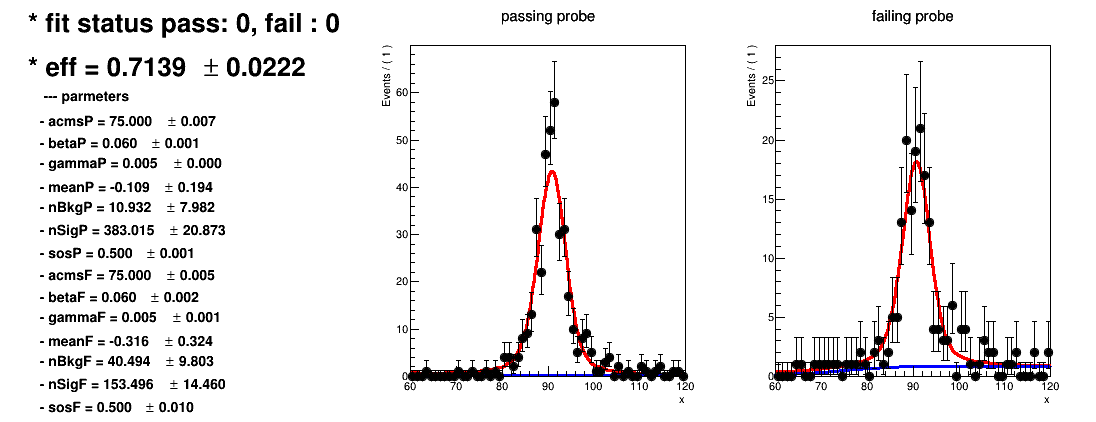 * fit status pass: 0, fail : 0
* eff = 0.7139 ± 0.0222
--- parmeters
- acmsP = 75.000 ± 0.007
- betaP = 0.060 ± 0.001
- gammaP = 0.005 ± 0.000
- meanP = -0.109 ± 0.194
- nBkgP = 10.932 ± 7.982
- nSigP = 383.015 ± 20.873
- sosP = 0.500 ± 0.001
- acmsF = 75.000 ± 0.005
- betaF = 0.060 ± 0.002
- gammaF = 0.005 ± 0.001
- meanF = -0.316 ± 0.324
- nBkgF = 40.494 ± 9.803
- nSigF = 153.496 ± 14.460
- sosF = 0.500 ± 0.010
passing probe
Events / ( 1 )
60
50
40
30
20
10
0
60 70 80 90 100 110 120
x
failing probe
Events / ( 1 )
25
20
15
10
5
0
60 70 80 90 100 110 120
x